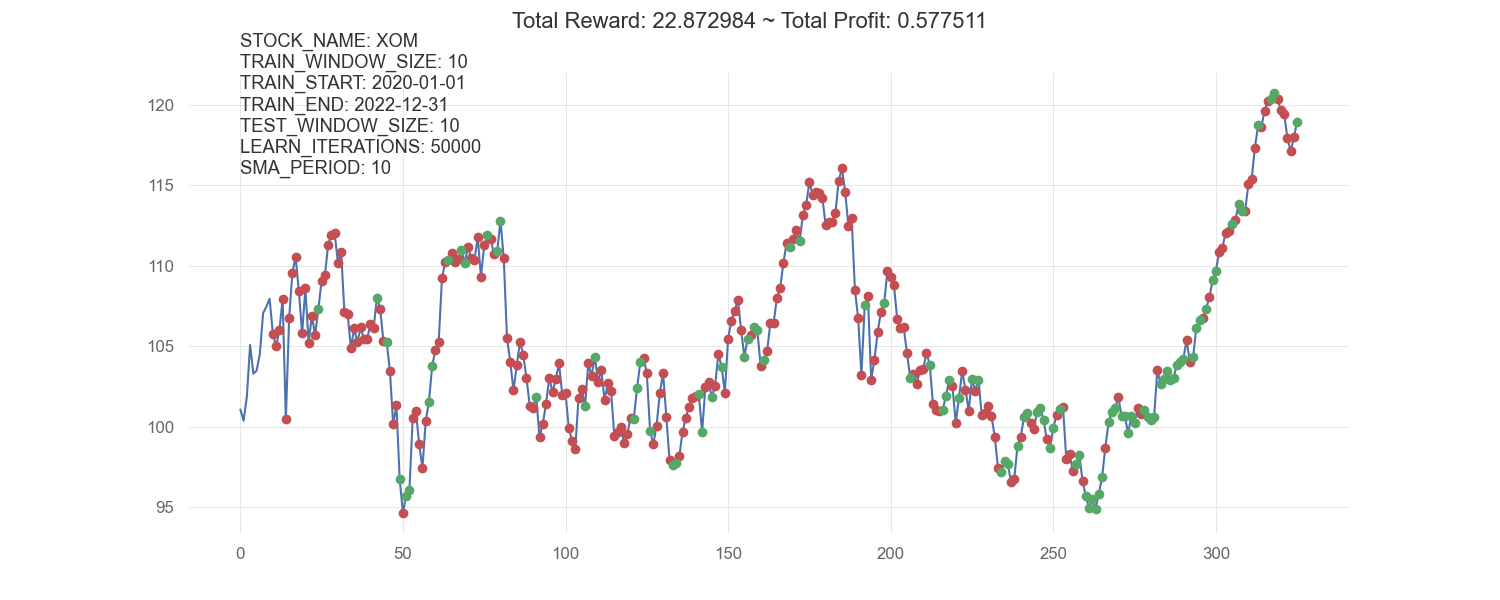 Total Reward: 22.872984 ~ Total Profit: 0.577511
STOCK_NAME: XOM
TRAIN_WINDOW_SIZE: 10
TRAIN_START: 2020-01-01
TRAIN_END: 2022-12-31
TEST_WINDOW_SIZE: 10
LEARN_ITERATIONS: 50000
SMA_PERIOD: 10
120
115
110
105
100
95
0 50 100 150 200 250 300